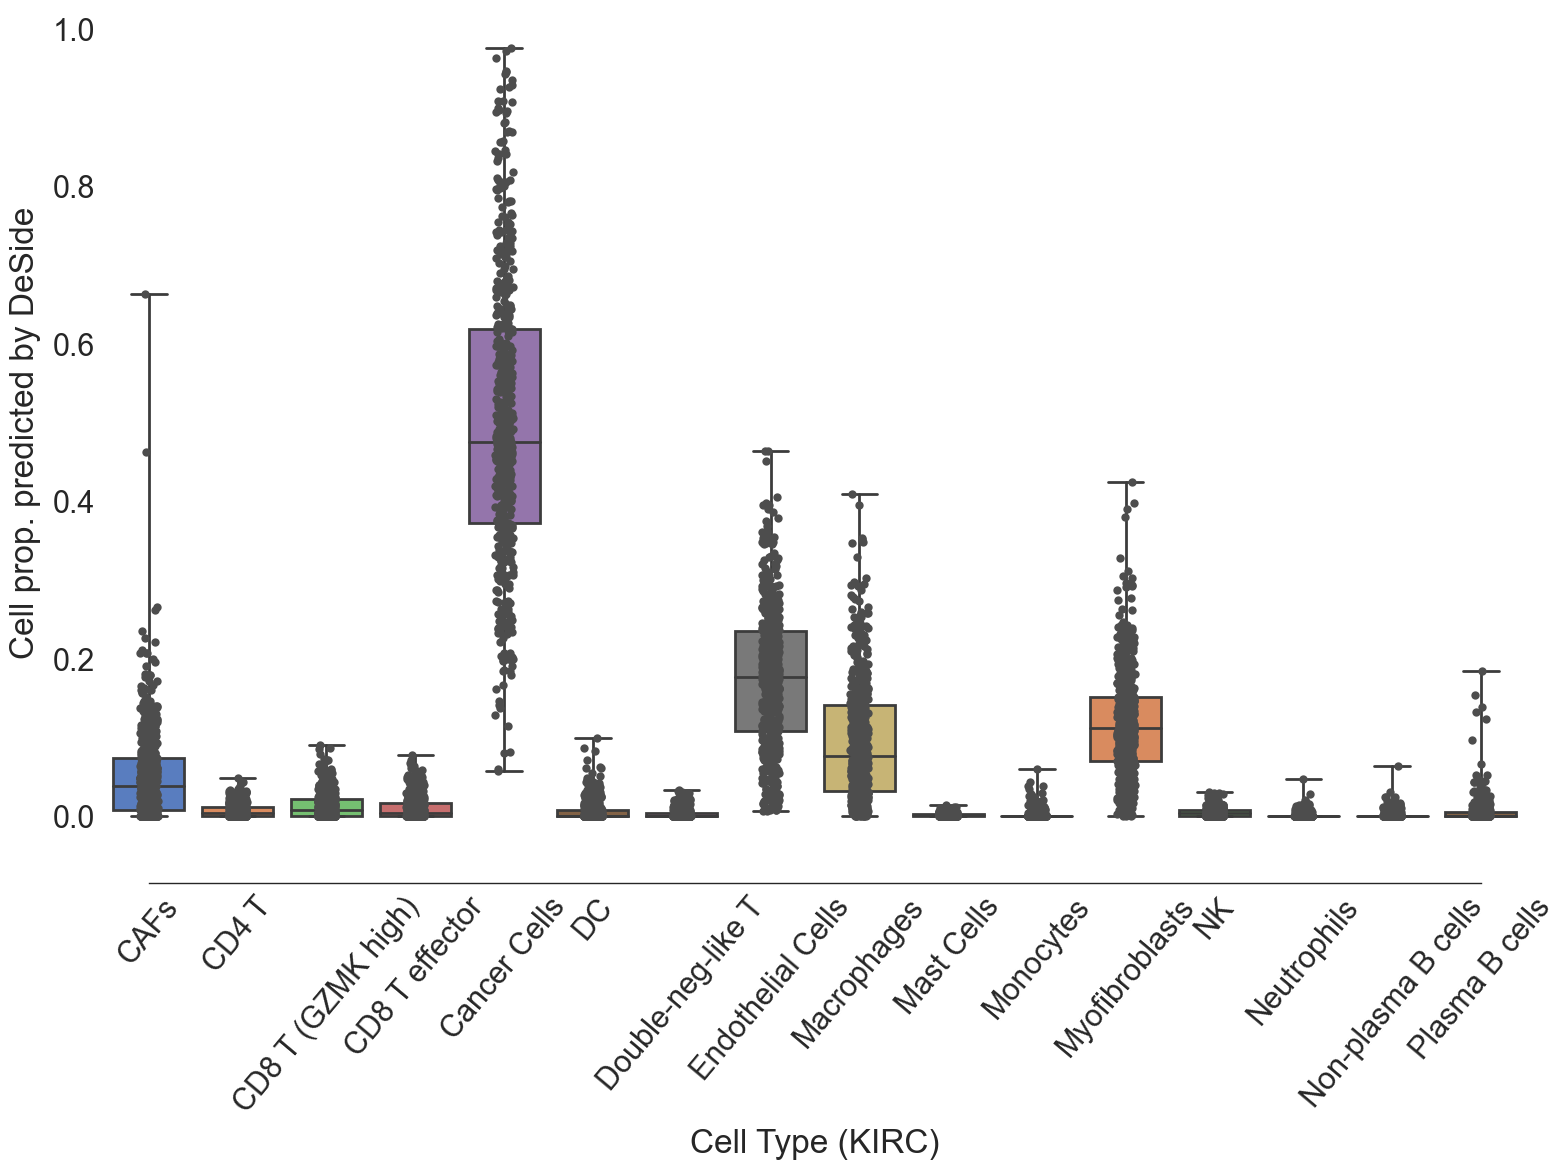 1.0
0.8
0.6
0.4
0.2
0.0
Cell prop. predicted by DeSide
CAFs
CD4 T
CD8 T (GZMK high)
CD8 T effector
Cancer Cells
DC
Double-neg-like T
Endothelial Cells
Macrophages
Mast Cells
Monocytes
Myofibroblasts
NK
Neutrophils
Non-plasma B cells
Plasma B cells
Cell Type (KIRC)